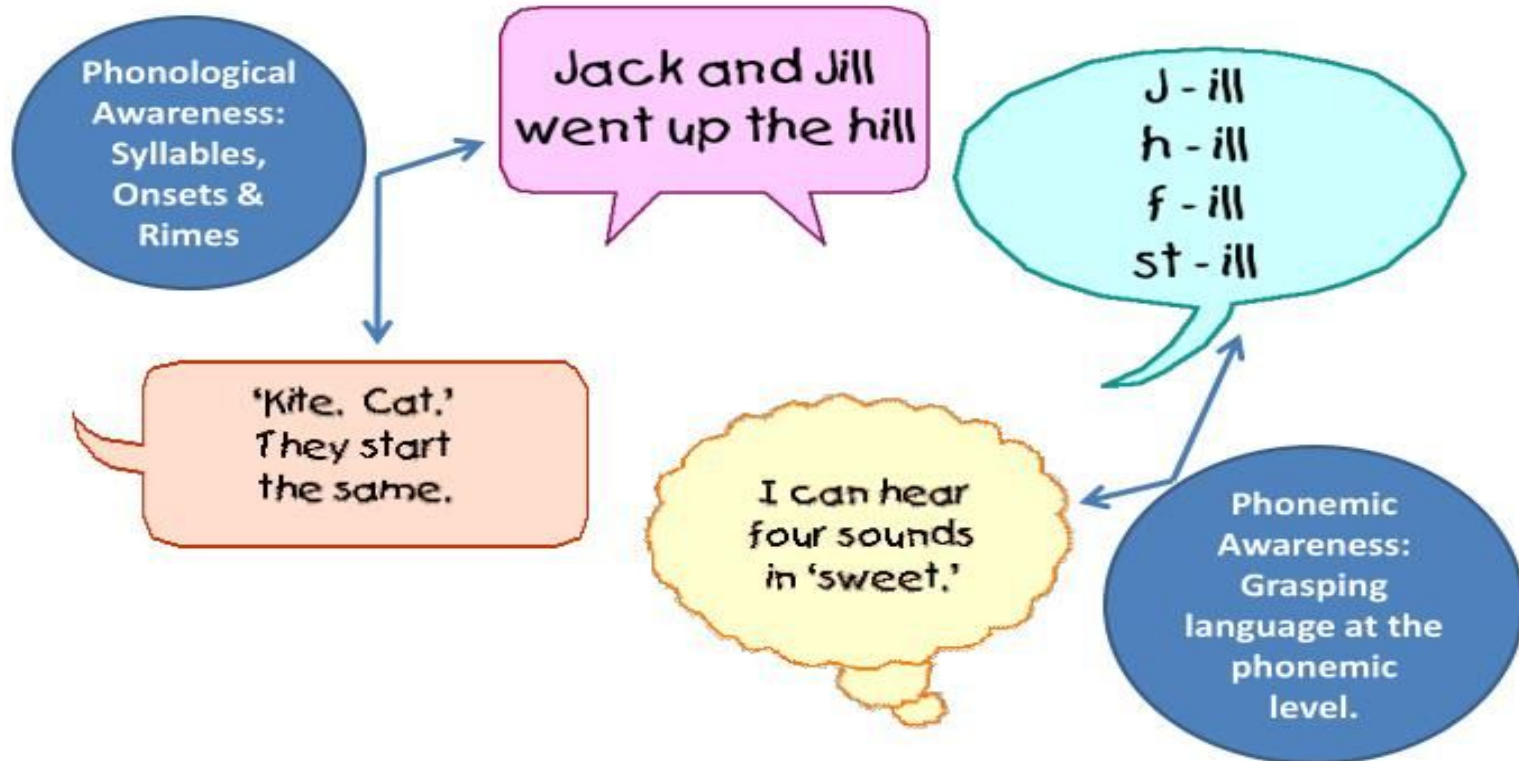 Phonological
Awareness:
Syllables,
Onsets &
Rimes
Jack and Jill
went up the hill
J - ill
h - ill
f - ill
st - ill
‘Kite. Cat.’
They start
the same.
I can hear
four sounds
in ‘sweet.’
Phonemic
Awareness:
Grasping
language at the
phonemic
level.